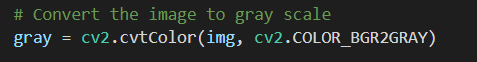 # Convert the image to gray scale
gray = cv2.cvtColor(img, cv2.COLOR_BGR2GRAY)